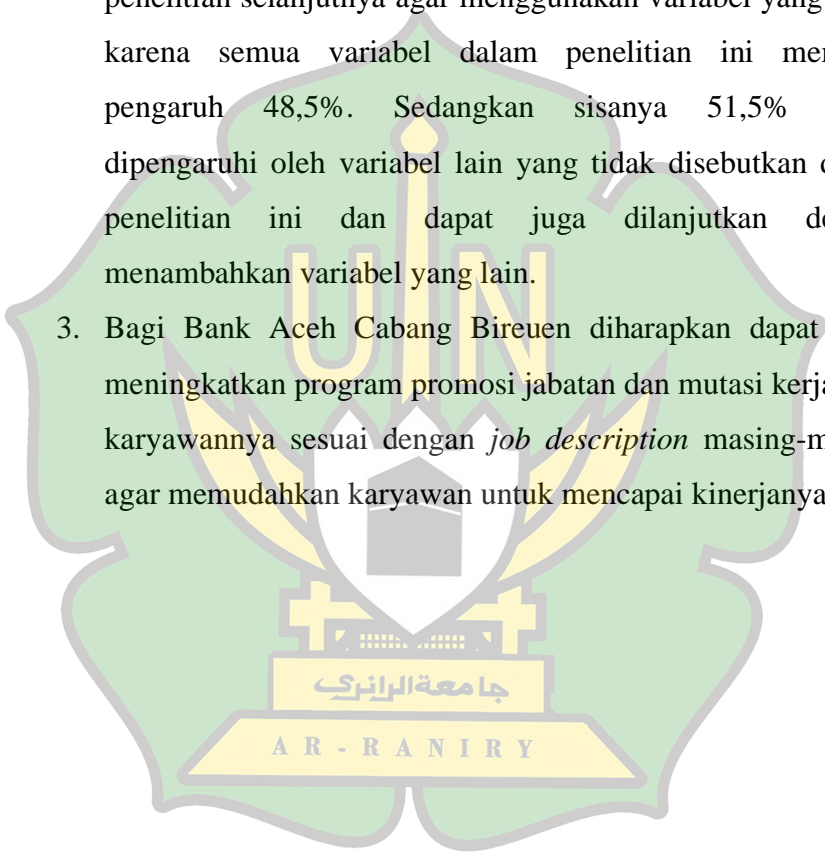 penelitian selanjutnya agar menggunakan variabel yang
karena semua variabel dalam penelitian ini
pengaruh 48,5%. Sedangkan sisanya 51,5%
dipengaruhi oleh variabel lain yang tidak disebutkan
penelitian ini dan dapat juga dilanjutkan
menambahkan variabel yang lain.
3. Bagi Bank Aceh Cabang Bireuen diharapkan dapat
meningkatkan program promosi jabatan dan mutasi kerja
karyawannya sesuai dengan job description
agar memudahkan karyawan untuk mencapai kinerjanya
UIN
جامعة الرانري
AR-RANIRY